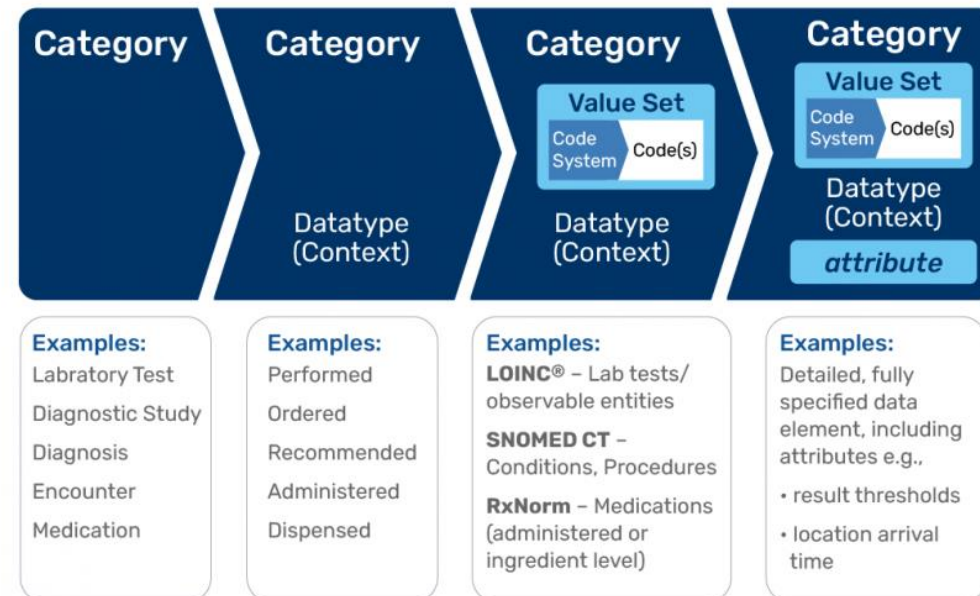 Category
Category
Datatype
(Context)
Category
Value Set
Code
System
Code(s)
Datatype
(Context)
Category
Value Set
Code
System
Code(s)
Datatype
(Context)
attribute
Examples:
Labratory Test
Diagnostic Study
Diagnosis
Encounter
Medication
Examples:
Performed
Ordered
Recommended
Administered
Dispensed
Examples:
LOINC® – Lab tests/
observable entities
SNOMED CT –
Conditions, Procedures
RxNorm – Medications
(administered or
ingredient level)
Examples:
Detailed, fully
specified data
element, including
attributes e.g.,
• result thresholds
• location arrival
time